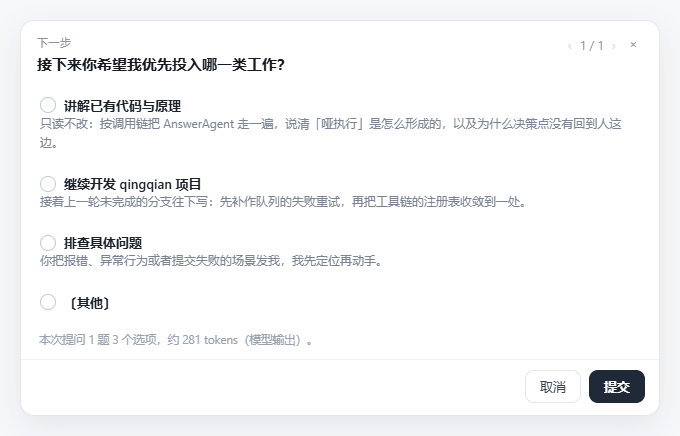 下一步
‹ 1 / 1 › ×
接下来你希望我优先投入哪一类工作？
讲解已有代码与原理
只读不改：按调用链把 AnswerAgent 走一遍，说清「哑执行」是怎么形成的，以及为什么决策点没有回到人这
边。
继续开发 qingqian 项目
接着上一轮未完成的分支往下写：先补作队列的失败重试，再把工具链的注册表收敛到一处。
排查具体问题
你把报错、异常行为或者提交失败的场景发我，我先定位再动手。
〔其他〕
本次提问 1 题 3 个选项，约 281 tokens（模型输出）。
取消
提交